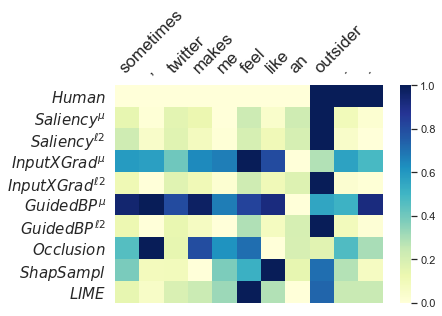 sometimes , twitter makes me feel like an outsider . .
Human
Saliency^μ
Saliency^ℓ2
InputXGrad^μ
InputXGrad^ℓ2
GuidedBP^μ
GuidedBP^ℓ2
Occlusion
ShapSampl
LIME
1.0
0.8
0.6
0.4
0.2
0.0